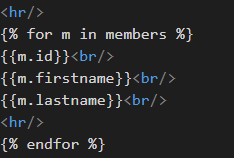 <hr/>
{% for m in members %}
{{m.id}}<br/>
{{m.firstname}}<br/>
{{m.lastname}}<br/>
<hr/>
{% endfor %}